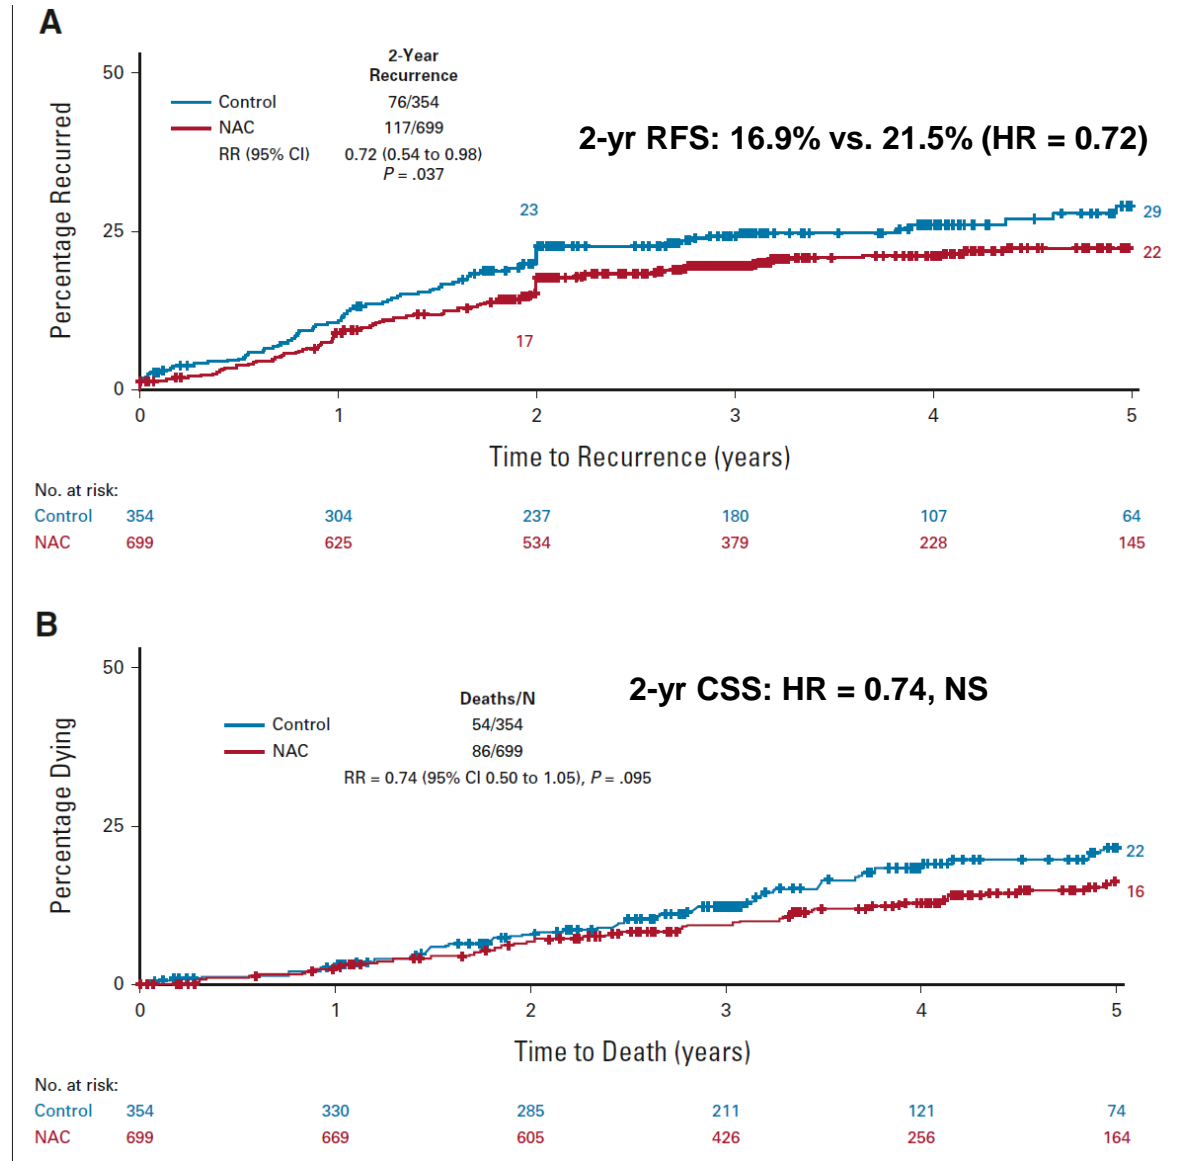 A
2-Year
Recurrence
Control 76/354
NAC 117/699
RR (95% CI) 0.72 (0.54 to 0.98)
P = .037
2-yr RFS: 16.9% vs. 21.5% (HR = 0.72)
Percentage Recurred
50
25
0
23
17
29
22
0 1 2 3 4 5
Time to Recurrence (years)
No. at risk:
Control 354 304 237 180 107 64
NAC 699 625 534 379 228 145
B
2-yr CSS: HR = 0.74, NS
Deaths/N
Control 54/354
NAC 86/699
RR = 0.74 (95% CI 0.50 to 1.05), P = .095
Percentage Dying
50
25
0
22
16
0 1 2 3 4 5
Time to Death (years)
No. at risk:
Control 354 330 285 211 121 74
NAC 699 669 605 426 256 164